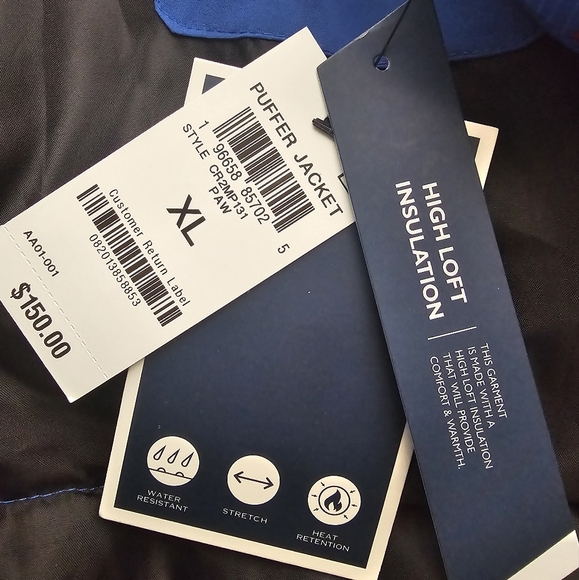 PUFFER JACKET
1 96658 85702 5
STYLE CR2MP131
PAW
XL
Customer Return Label
082013858853
AA01-001
$150.00
HIGH LOFT
INSULATION
THIS GARMENT
IS MADE WITH A
HIGH LOFT INSULATION
THAT WILL PROVIDE
COMFORT & WARMTH.
WATER
RESISTANT
STRETCH
HEAT
RETENTION